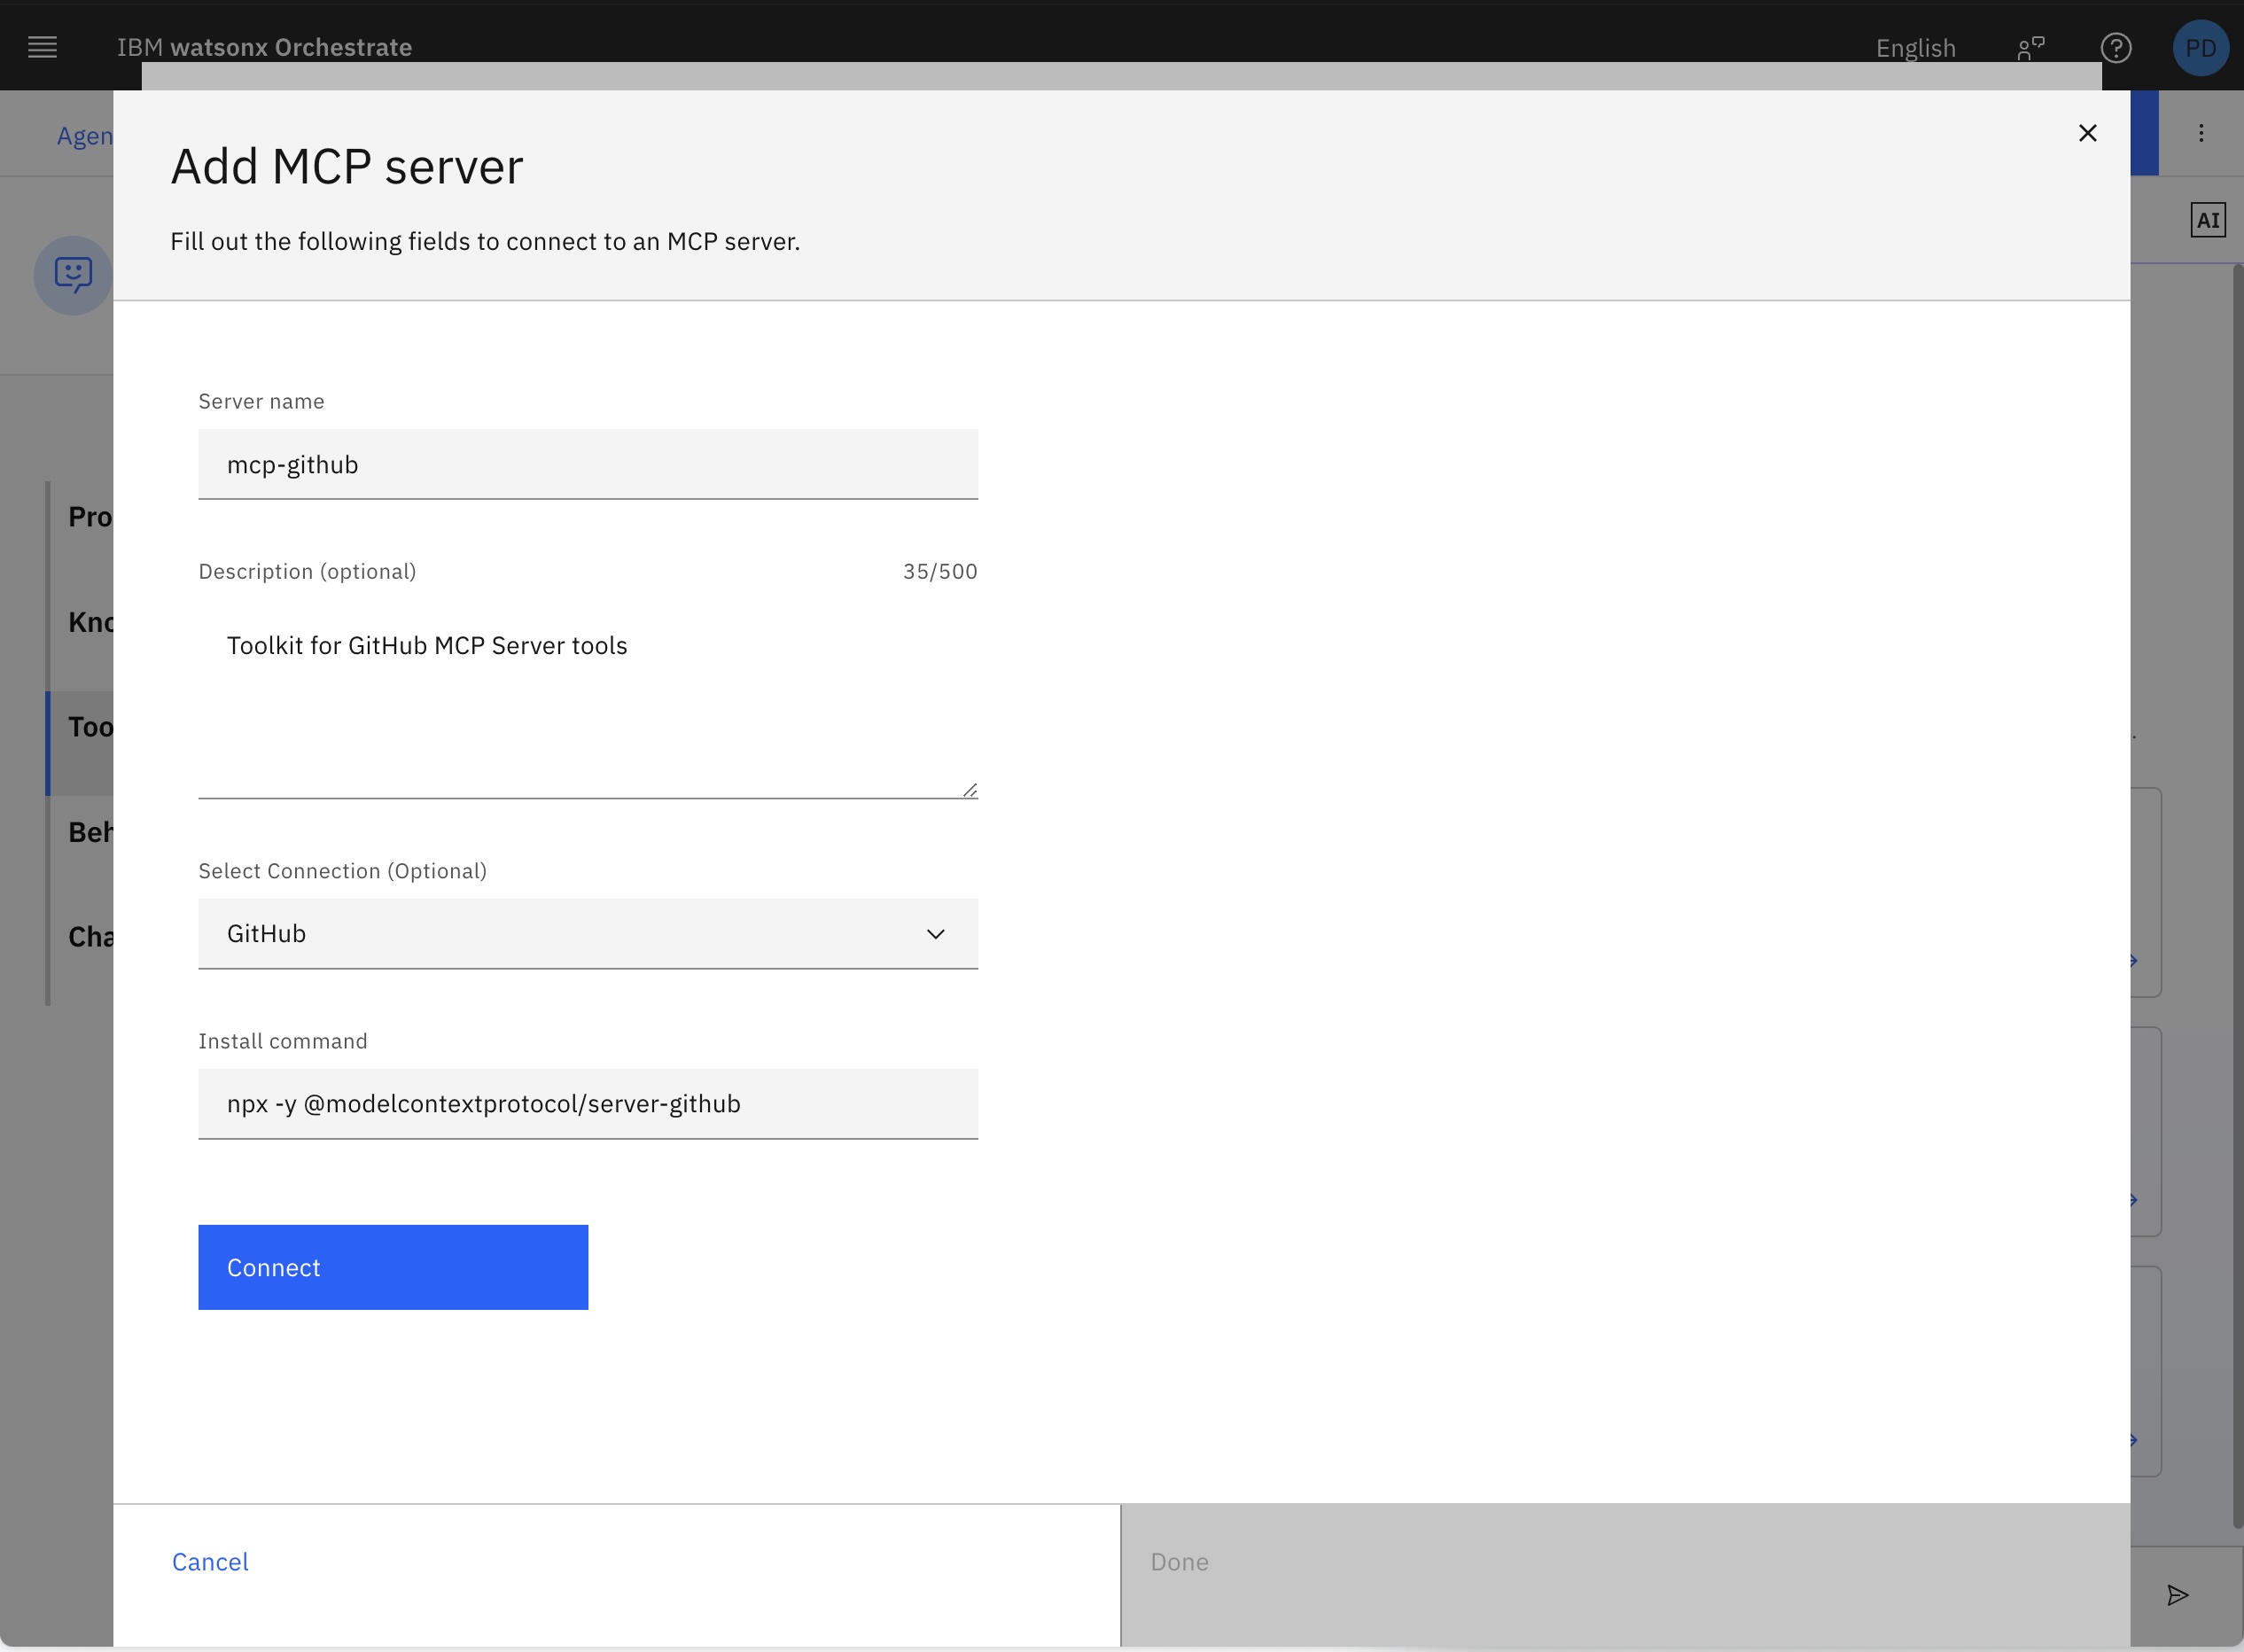 IBM watsonx Orchestrate
English
PD
Agen
AI
Add MCP server
Fill out the following fields to connect to an MCP server.
Server name
mcp-github
Description (optional)
35/500
Toolkit for GitHub MCP Server tools
Select Connection (Optional)
GitHub
Install command
npx -y @modelcontextprotocol/server-github
Connect
Pro
Kno
Too
Beh
Cha
Cancel
Done